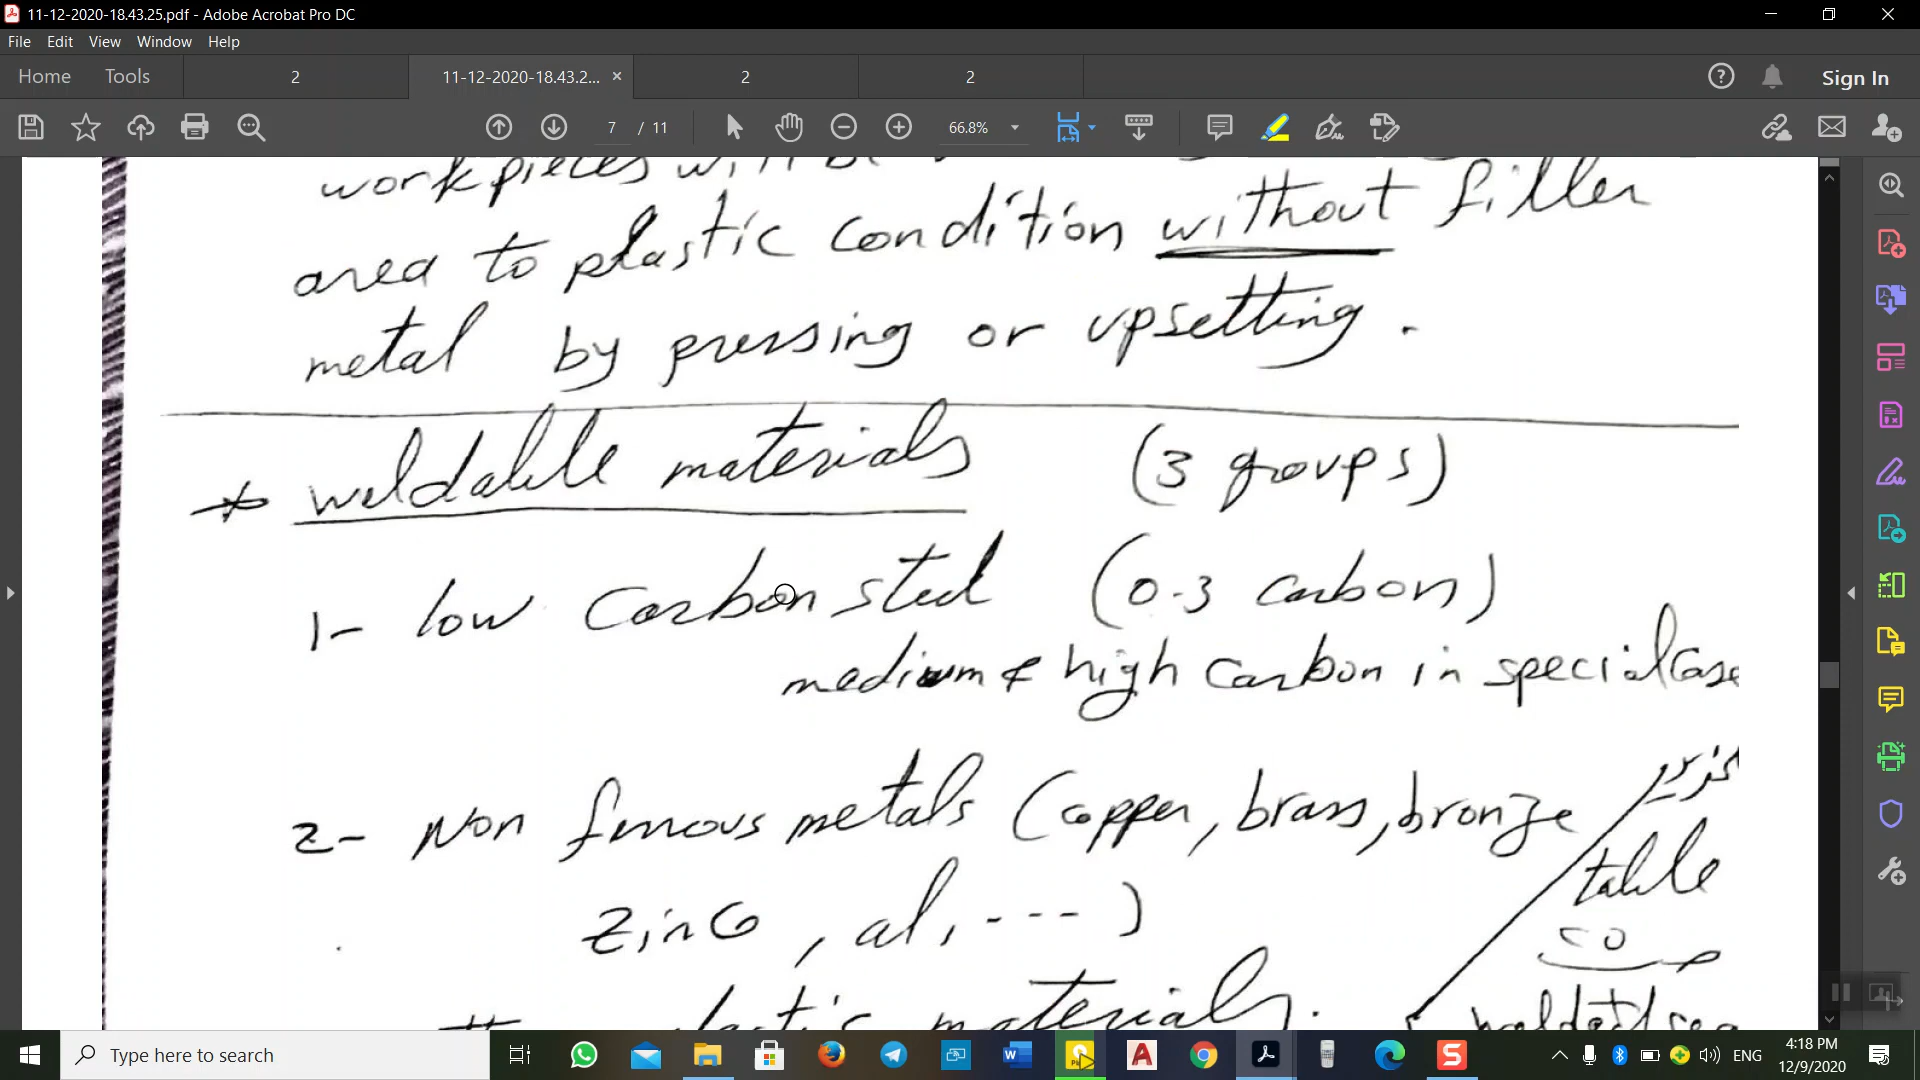 11-12-2020-18.43.25.pdf - Adobe Acrobat Pro DC
File Edit View Window Help
Home Tools 2 11-12-2020-18.43.2... × 2 2 Sign In
7 / 11 66.8%
workpieces will be
area to plastic condition without filler
metal by pressing or upsetting.
* weldable materials (3 groups)
1- low Carbon steel (0.3 carbon)
medium & high Carbon in special Case
2- Non ferrous metals (copper, brass, bronze
zinc, al, ---)
table
materials.
Type here to search
ENG
4:18 PM
12/9/2020